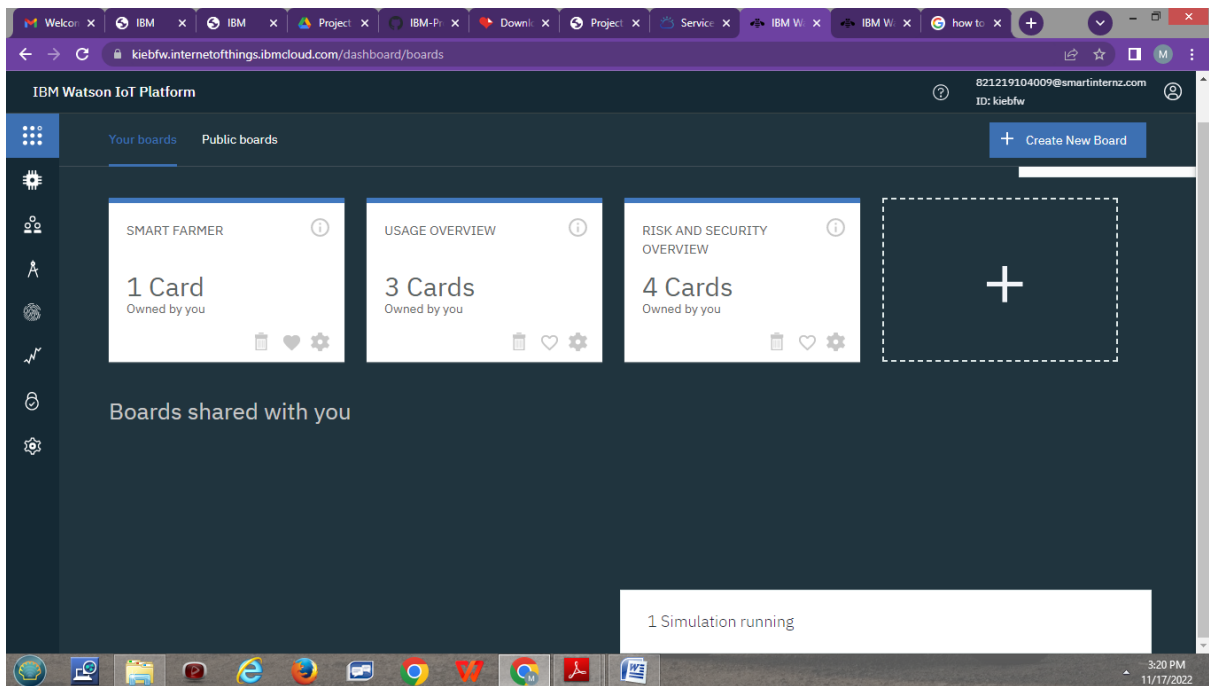 Welcon
IBM
IBM
Project
IBM-Pr
Downlo
Project
Service
IBM W
IBM W
how to
kiebfw.internetofthings.ibmcloud.com/dashboard/boards
M
IBM Watson IoT Platform
821219104009@smartinternz.com
ID: kiebfw
Your boards
Public boards
+ Create New Board
SMART FARMER
1 Card
Owned by you
USAGE OVERVIEW
3 Cards
Owned by you
RISK AND SECURITY
OVERVIEW
4 Cards
Owned by you
Boards shared with you
1 Simulation running
3:20 PM
11/17/2022